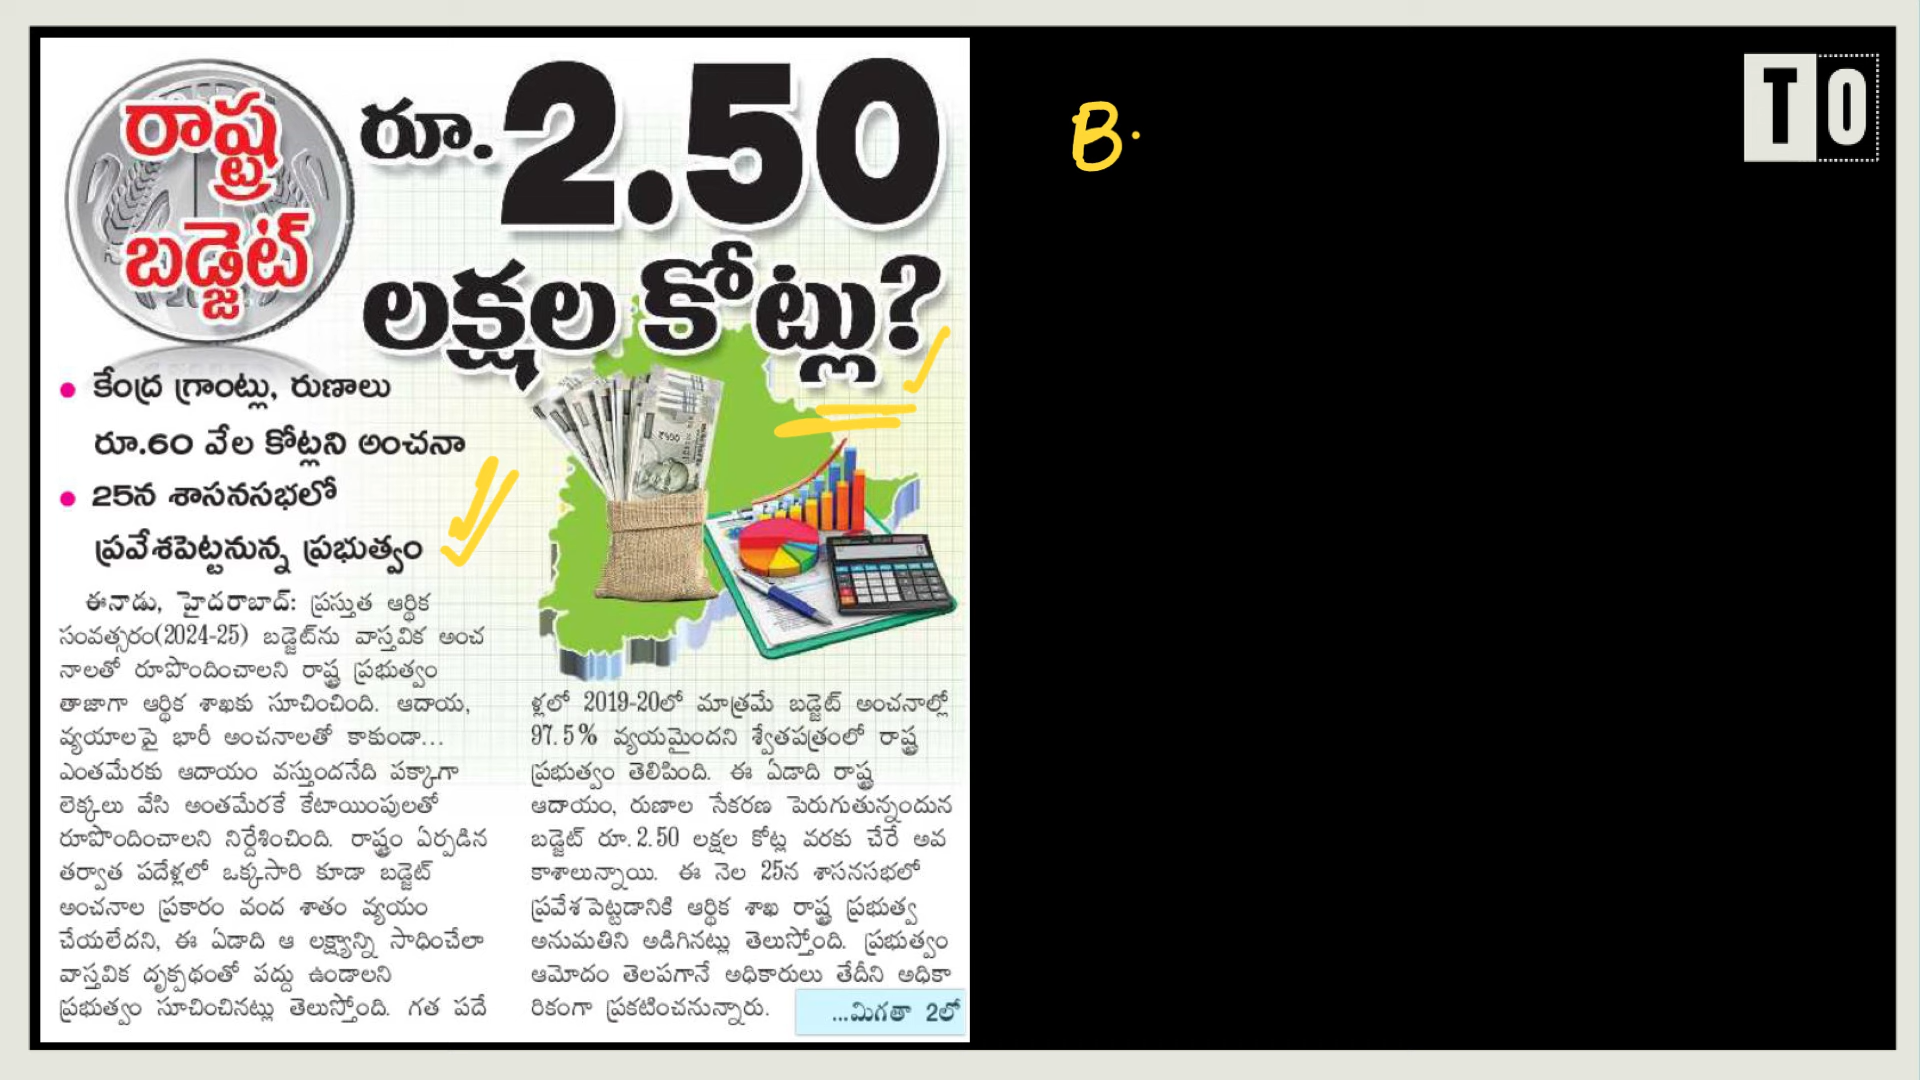 రాష్ట్ర
బడ్జెట్
రూ. 2.50
లక్షల కోట్లు?
• కేంద్ర గ్రాంట్లు, రుణాలు
రూ.60 వేల కోట్లని అంచనా
• 25న శాసనసభలో
ప్రవేశపెట్టనున్న ప్రభుత్వం
ఈనాడు, హైదరాబాద్: ప్రస్తుత ఆర్థిక
సంవత్సరం(2024-25) బడ్జెట్‌ను వాస్తవిక అంచ
నాలతో రూపొందించాలని రాష్ట్ర ప్రభుత్వం
తాజాగా ఆర్థిక శాఖకు సూచించింది. ఆదాయ,
వ్యయాలపై భారీ అంచనాలతో కాకుండా...
ఎంతమేరకు ఆదాయం వస్తుందనేది పక్కాగా
లెక్కలు వేసి అంతమేరకే కేటాయింపులతో
రూపొందించాలని నిర్దేశించింది. రాష్ట్రం ఏర్పడిన
తర్వాత పదేళ్లలో ఒక్కసారి కూడా బడ్జెట్
అంచనాల ప్రకారం వంద శాతం వ్యయం
చేయలేదని, ఈ ఏడాది ఆ లక్ష్యాన్ని సాధించేలా
వాస్తవిక దృక్పథంతో పద్దు ఉండాలని
ప్రభుత్వం సూచించినట్లు తెలుస్తోంది. గత పదే
ళ్లలో 2019-20లో మాత్రమే బడ్జెట్ అంచనాల్లో
97.5% వ్యయమైందని శ్వేతపత్రంలో రాష్ట్ర
ప్రభుత్వం తెలిపింది. ఈ ఏడాది రాష్ట్ర
ఆదాయం, రుణాల సేకరణ పెరుగుతున్నందున
బడ్జెట్ రూ.2.50 లక్షల కోట్ల వరకు చేరే అవ
కాశాలున్నాయి. ఈ నెల 25న శాసనసభలో
ప్రవేశపెట్టడానికి ఆర్థిక శాఖ రాష్ట్ర ప్రభుత్వ
అనుమతిని అడిగినట్లు తెలుస్తోంది. ప్రభుత్వం
ఆమోదం తెలపగానే అధికారులు తేదీని అధికా
రికంగా ప్రకటించనున్నారు.
...మిగతా 2లో
B.
TO